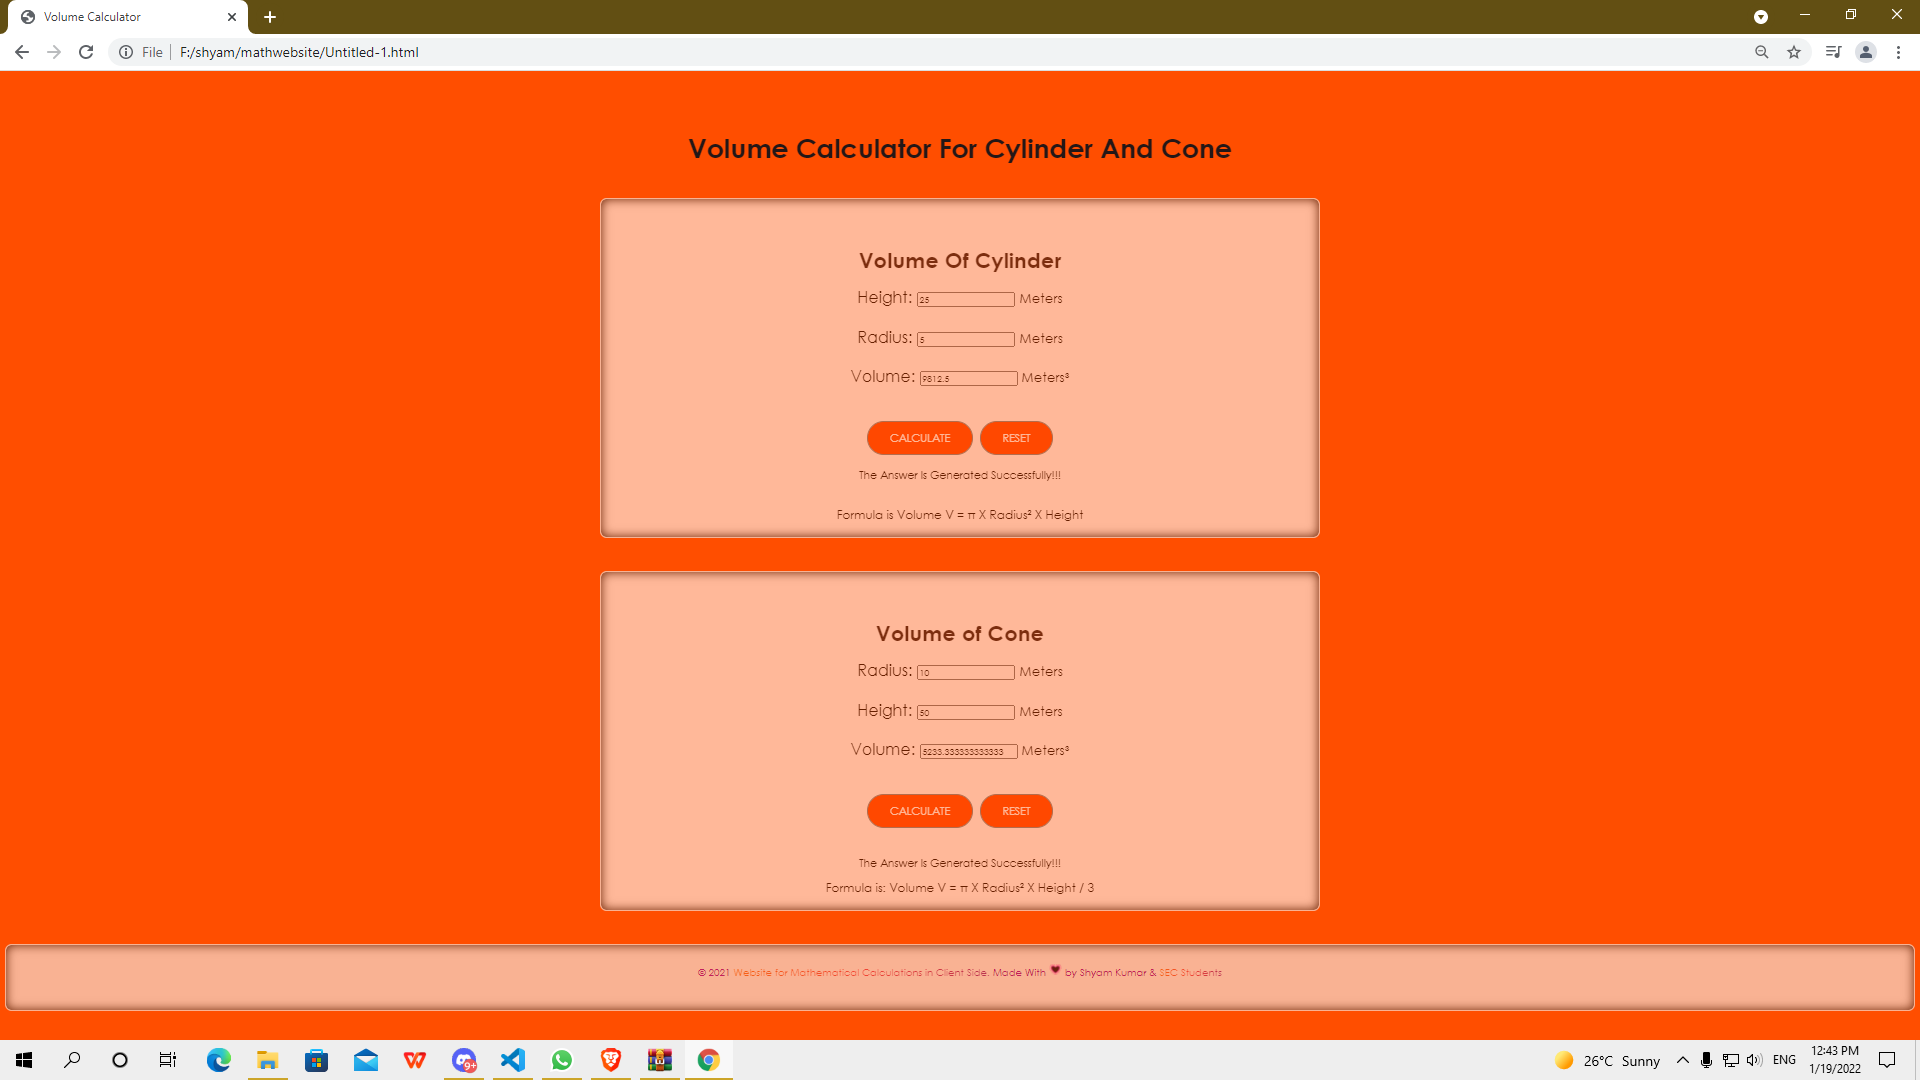 Volume Calculator
File F:/shyam/mathwebsite/Untitled-1.html
Volume Calculator For Cylinder And Cone
Volume Of Cylinder
Height: 25 Meters
Radius: 5 Meters
Volume: 9812.5 Meters³
CALCULATE RESET
The Answer Is Generated Successfully!!!
Formula is Volume V = π X Radius² X Height
Volume of Cone
Radius: 10 Meters
Height: 50 Meters
Volume: 5233.333333333333 Meters³
CALCULATE RESET
The Answer Is Generated Successfully!!!
Formula is: Volume V = π X Radius² X Height / 3
© 2021 Website for Mathematical Calculations in Client Side. Made With by Shyam Kumar & SEC Students
9+
26°C Sunny
ENG
12:43 PM
1/19/2022